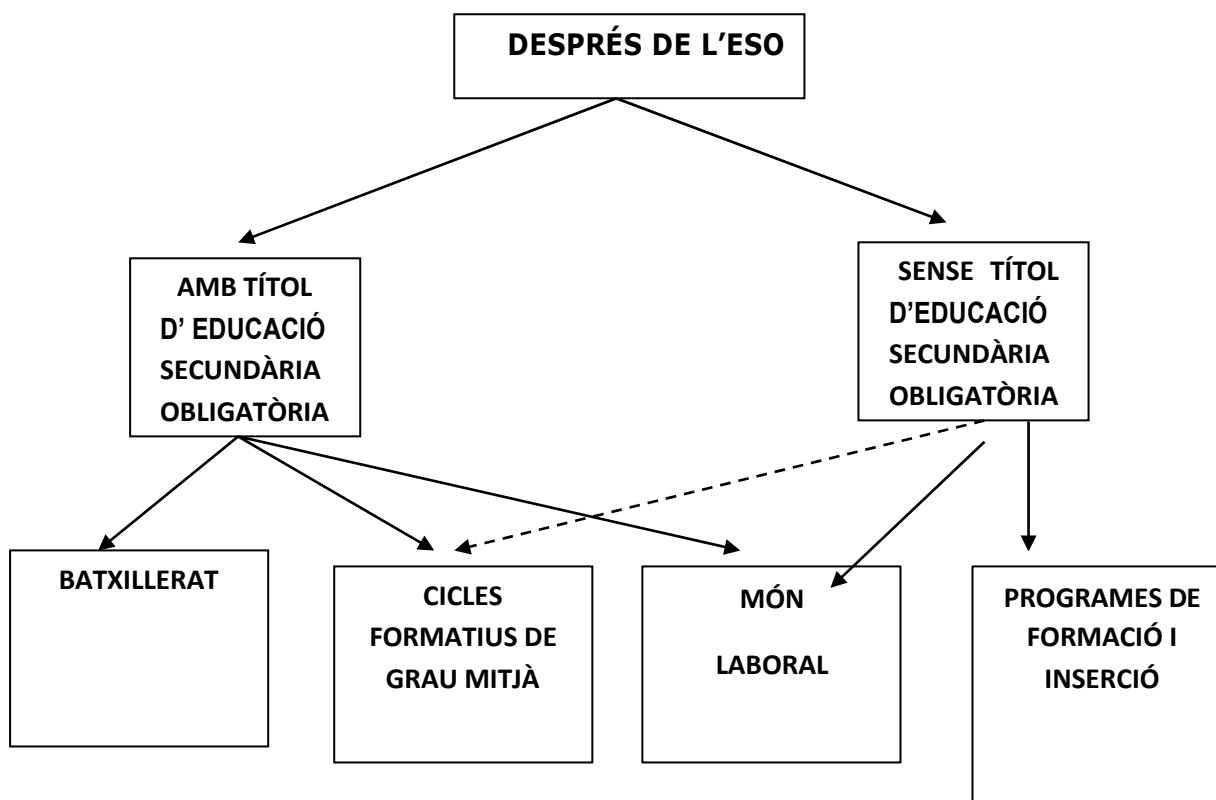 DESPRÉS DE L'ESO
AMB TÍTOL
D' EDUCACIÓ
SECUNDÀRIA
OBLIGATÒRIA
SENSE TÍTOL
D'EDUCACIÓ
SECUNDÀRIA
OBLIGATÒRIA
BATXILLERAT
CICLES
FORMATIUS DE
GRAU MITJÀ
MÓN
LABORAL
PROGRAMES DE
FORMACIÓ I
INSERCIÓ